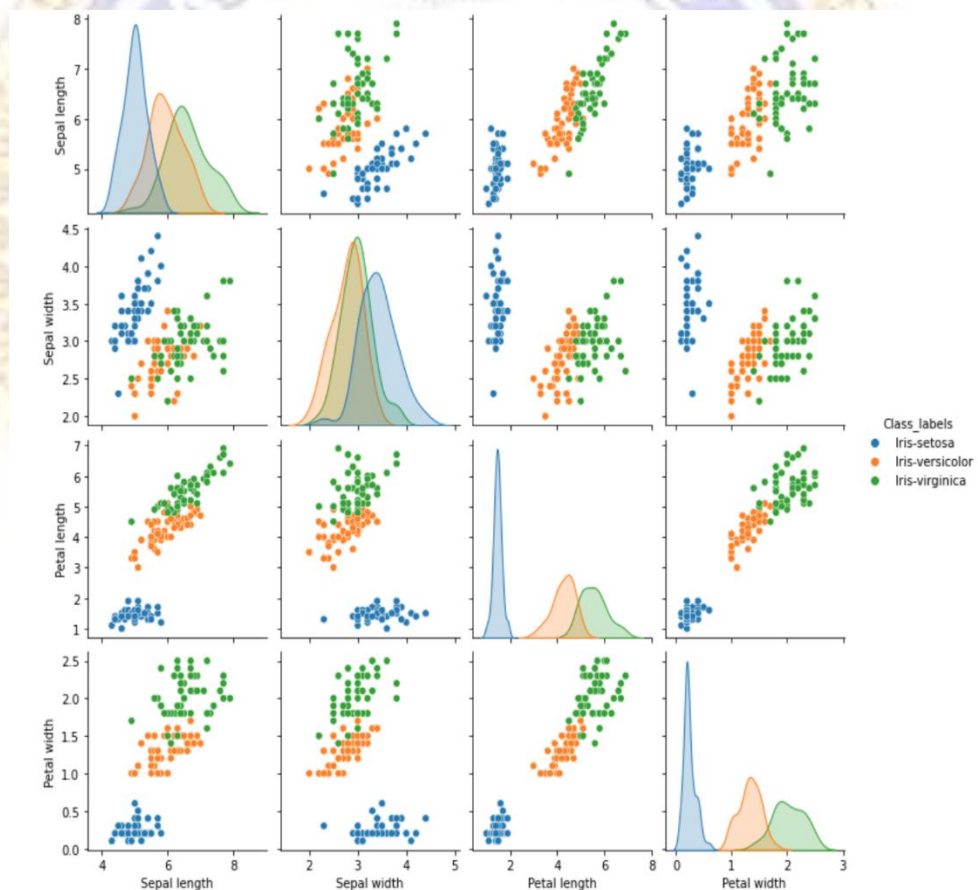 Sepal length
8
7
6
5
Sepal width
4.5
4.0
3.5
3.0
2.5
2.0
Class_labels
Iris-setosa
Iris-versicolor
Iris-virginica
Petal length
7
6
5
4
3
2
1
Petal width
2.5
2.0
1.5
1.0
0.5
0.0
4 6 8 2 3 4 5 2 4 6 8 0 1 2 3
Sepal length Sepal width Petal length Petal width